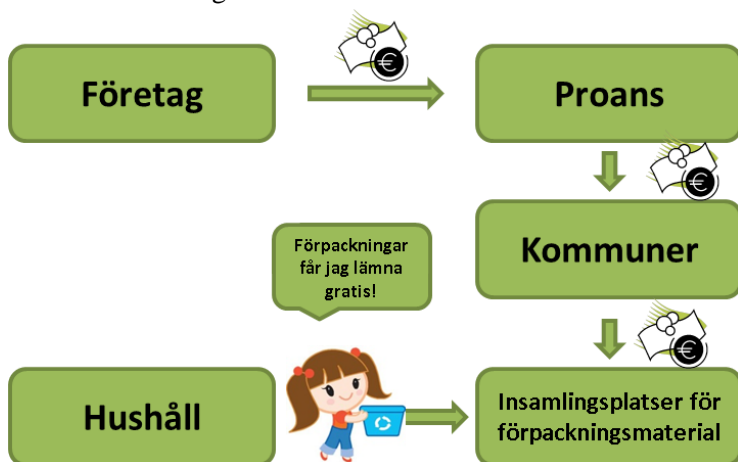 Företag
Proans
Kommuner
Förpackningar
får jag lämna
gratis!
Hushåll
Insamlingsplatser för
förpackningsmaterial